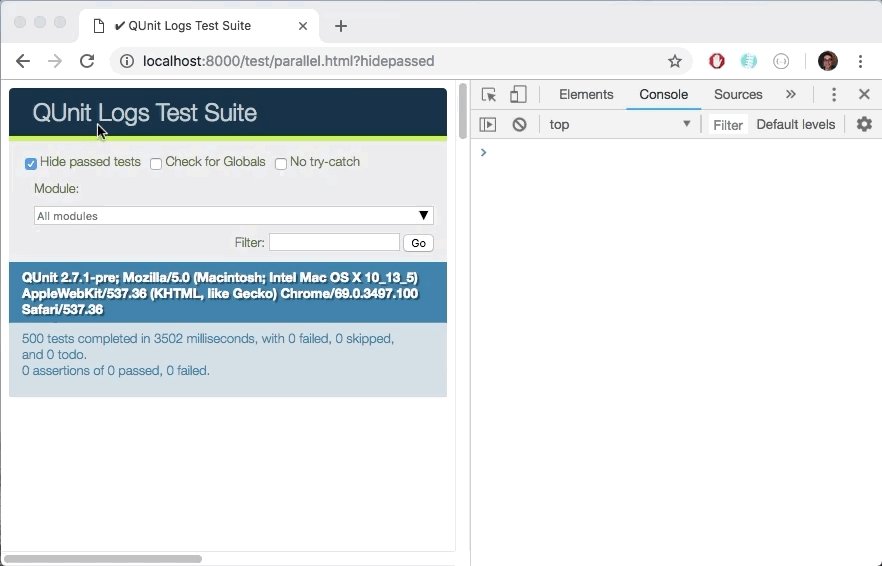 ✔ QUnit Logs Test Suite
localhost:8000/test/parallel.html?hidepassed
QUnit Logs Test Suite
Hide passed tests Check for Globals No try-catch
Module:
All modules
Filter: Go
QUnit 2.7.1-pre; Mozilla/5.0 (Macintosh; Intel Mac OS X 10_13_5)
AppleWebKit/537.36 (KHTML, like Gecko) Chrome/69.0.3497.100
Safari/537.36
500 tests completed in 3502 milliseconds, with 0 failed, 0 skipped,
and 0 todo.
0 assertions of 0 passed, 0 failed.
Elements Console Sources »
top Filter Default levels